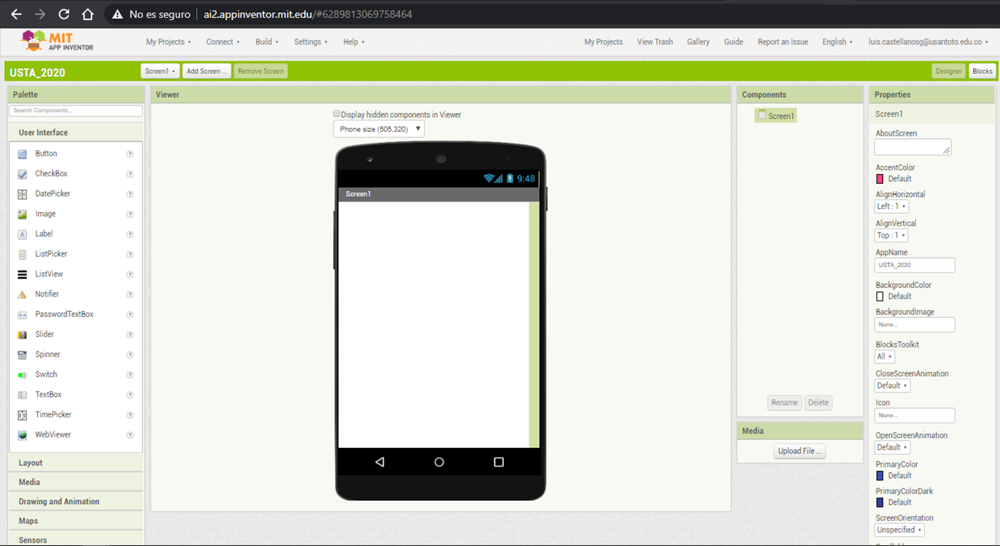 No es seguro | ai2.appinventor.mit.edu/#6289813069758464
MIT
APP INVENTOR
My Projects Connect Build Settings Help My Projects View Trash Gallery Guide Report an Issue English luis.castellanosg@usantoto.edu.co
USTA_2020 Screen1 Add Screen ... Remove Screen Designer Blocks
Palette
Search Components...
User Interface
Button
CheckBox
DatePicker
Image
Label
ListPicker
ListView
Notifier
PasswordTextBox
Slider
Spinner
Switch
TextBox
TimePicker
WebViewer
Layout
Media
Drawing and Animation
Maps
Sensors
Viewer
Display hidden components in Viewer
Phone size (505,320)
9:48
Screen1
Components
Screen1
Rename Delete
Media
Upload File ...
Properties
Screen1
AboutScreen
AccentColor
Default
AlignHorizontal
Left : 1
AlignVertical
Top : 1
AppName
USTA_2020
BackgroundColor
Default
BackgroundImage
None...
BlocksToolkit
All
CloseScreenAnimation
Default
Icon
None...
OpenScreenAnimation
Default
PrimaryColor
Default
PrimaryColorDark
Default
ScreenOrientation
Unspecified